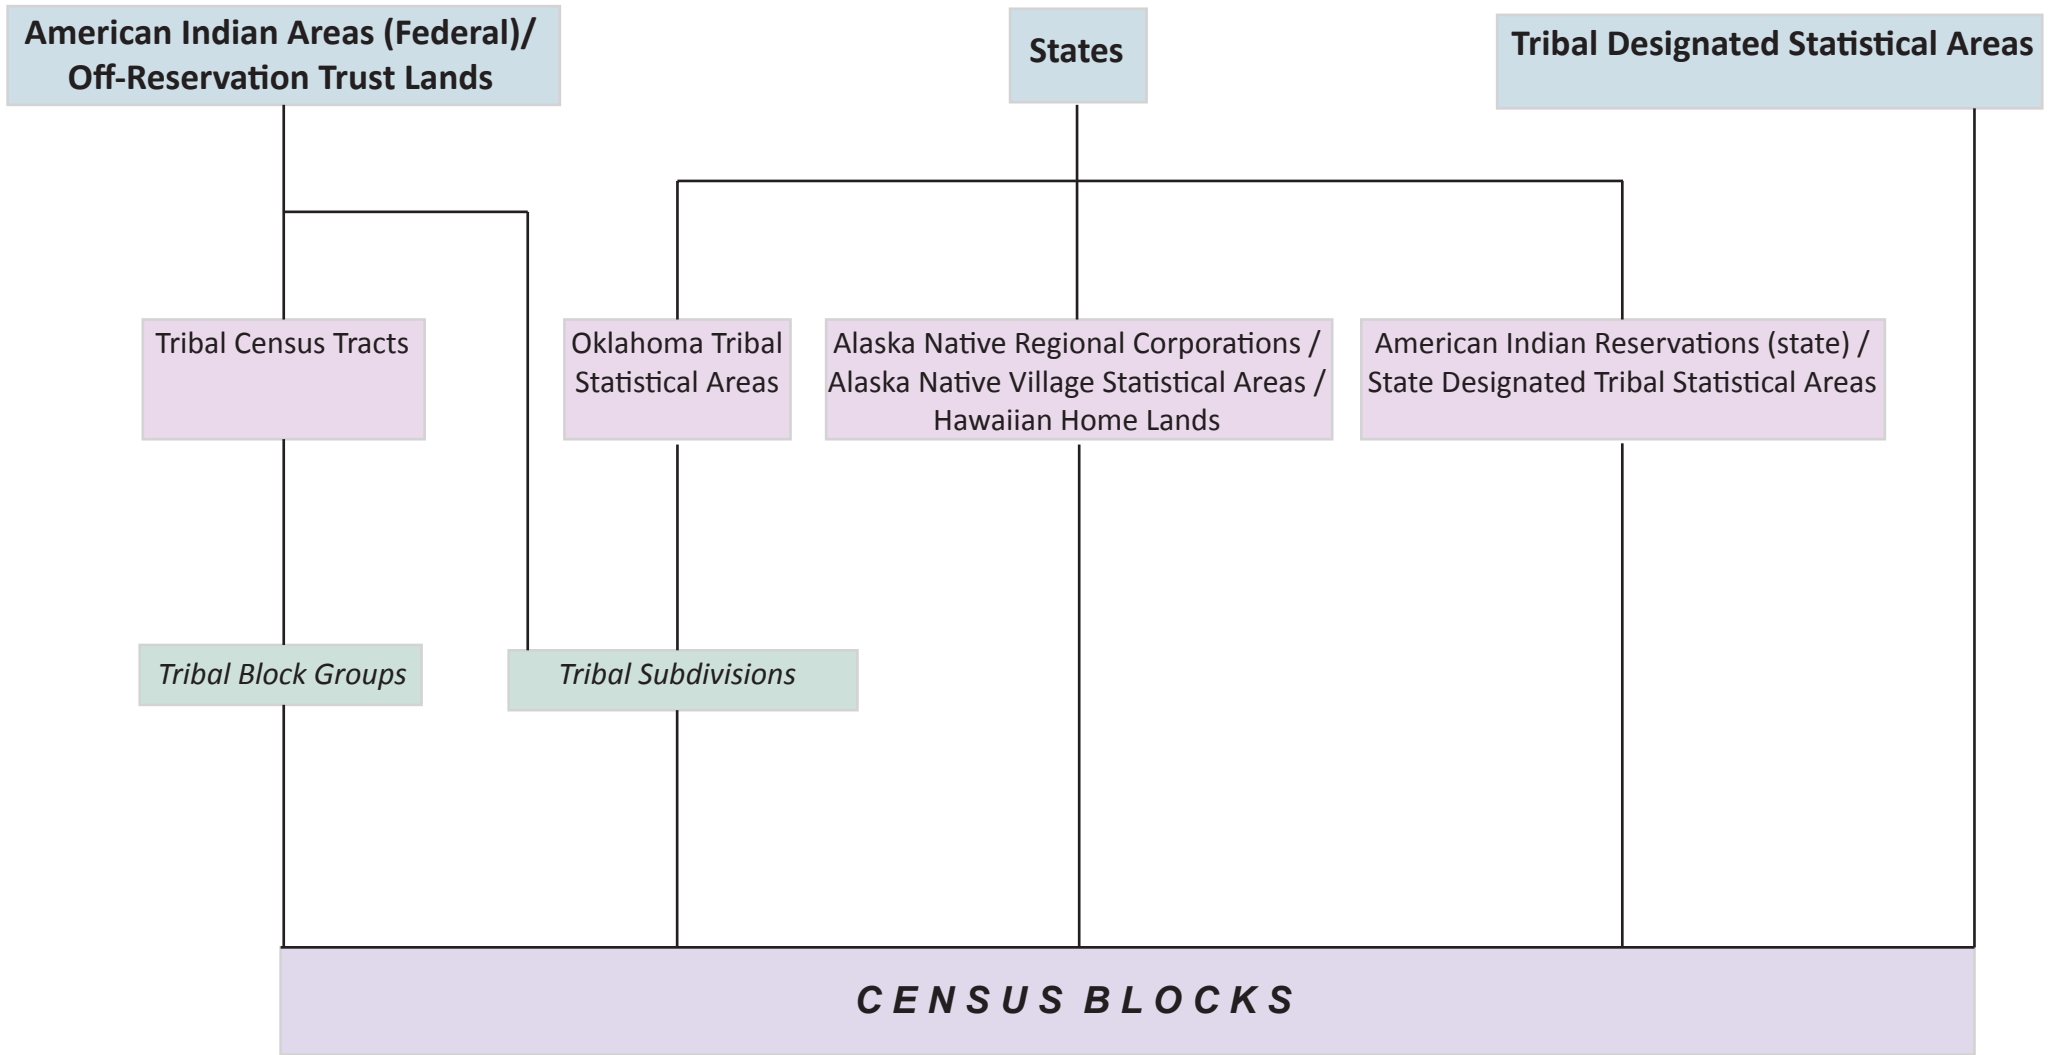 American Indian Areas (Federal)/
Off-Reservation Trust Lands
States
Tribal Designated Statistical Areas
Tribal Census Tracts
Oklahoma Tribal
Statistical Areas
Alaska Native Regional Corporations /
Alaska Native Village Statistical Areas /
Hawaiian Home Lands
American Indian Reservations (state) /
State Designated Tribal Statistical Areas
Tribal Block Groups
Tribal Subdivisions
CENSUS BLOCKS